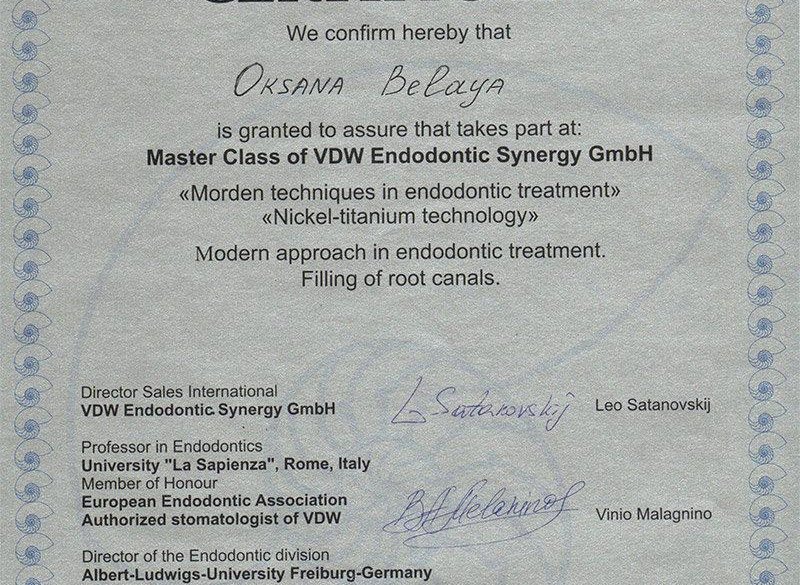 We confirm hereby that
Oksana Belaya
is granted to assure that takes part at:
Master Class of VDW Endodontic Synergy GmbH
«Morden techniques in endodontic treatment»
«Nickel-titanium technology»
Modern approach in endodontic treatment.
Filling of root canals.
Director Sales International
VDW Endodontic Synergy GmbH
L Satanovskij
Leo Satanovskij
Professor in Endodontics
University "La Sapienza", Rome, Italy
Member of Honour
European Endodontic Association
Authorized stomatologist of VDW
Vinio Malagnino
Director of the Endodontic division
Albert-Ludwigs-University Freiburg-Germany